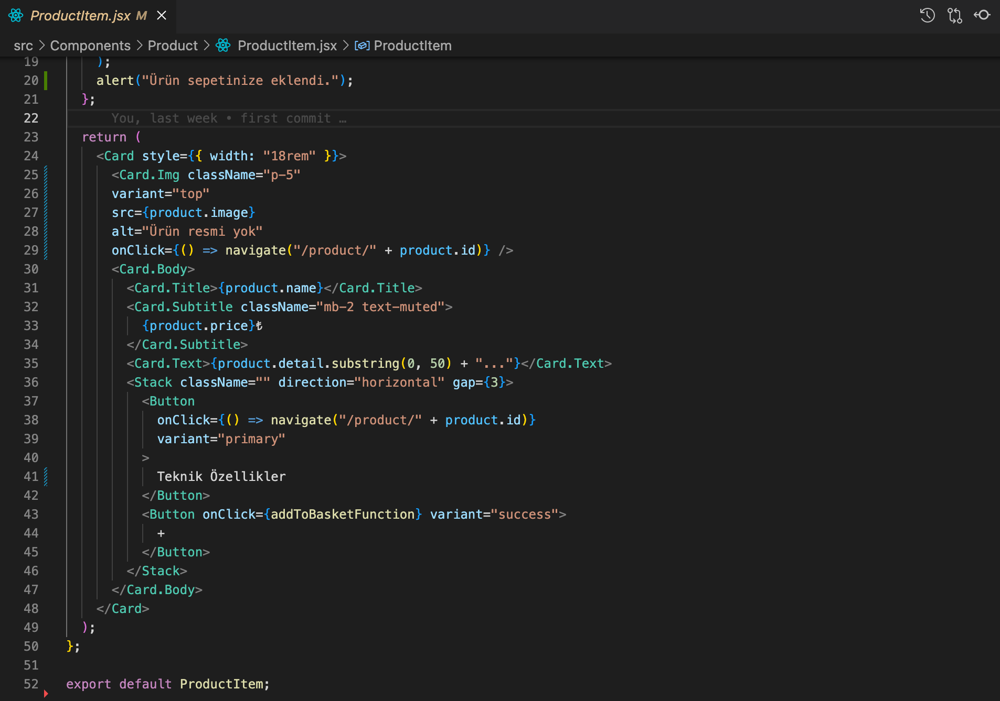 ProductItem.jsx M
src > Components > Product > ProductItem.jsx > ProductItem
19 );
20 alert("Ürün sepetinize eklendi.");
21 };
22 You, last week • first commit …
23 return (
24 <Card style={{ width: "18rem" }}>
25 <Card.Img className="p-5"
26 variant="top"
27 src={product.image}
28 alt="Ürün resmi yok"
29 onClick={() => navigate("/product/" + product.id)} />
30 <Card.Body>
31 <Card.Title>{product.name}</Card.Title>
32 <Card.Subtitle className="mb-2 text-muted">
33 {product.price}₺
34 </Card.Subtitle>
35 <Card.Text>{product.detail.substring(0, 50) + "..."}</Card.Text>
36 <Stack className="" direction="horizontal" gap={3}>
37 <Button
38 onClick={() => navigate("/product/" + product.id)}
39 variant="primary"
40 >
41 Teknik Özellikler
42 </Button>
43 <Button onClick={addToBasketFunction} variant="success">
44 +
45 </Button>
46 </Stack>
47 </Card.Body>
48 </Card>
49 );
50 };
51
52 export default ProductItem;